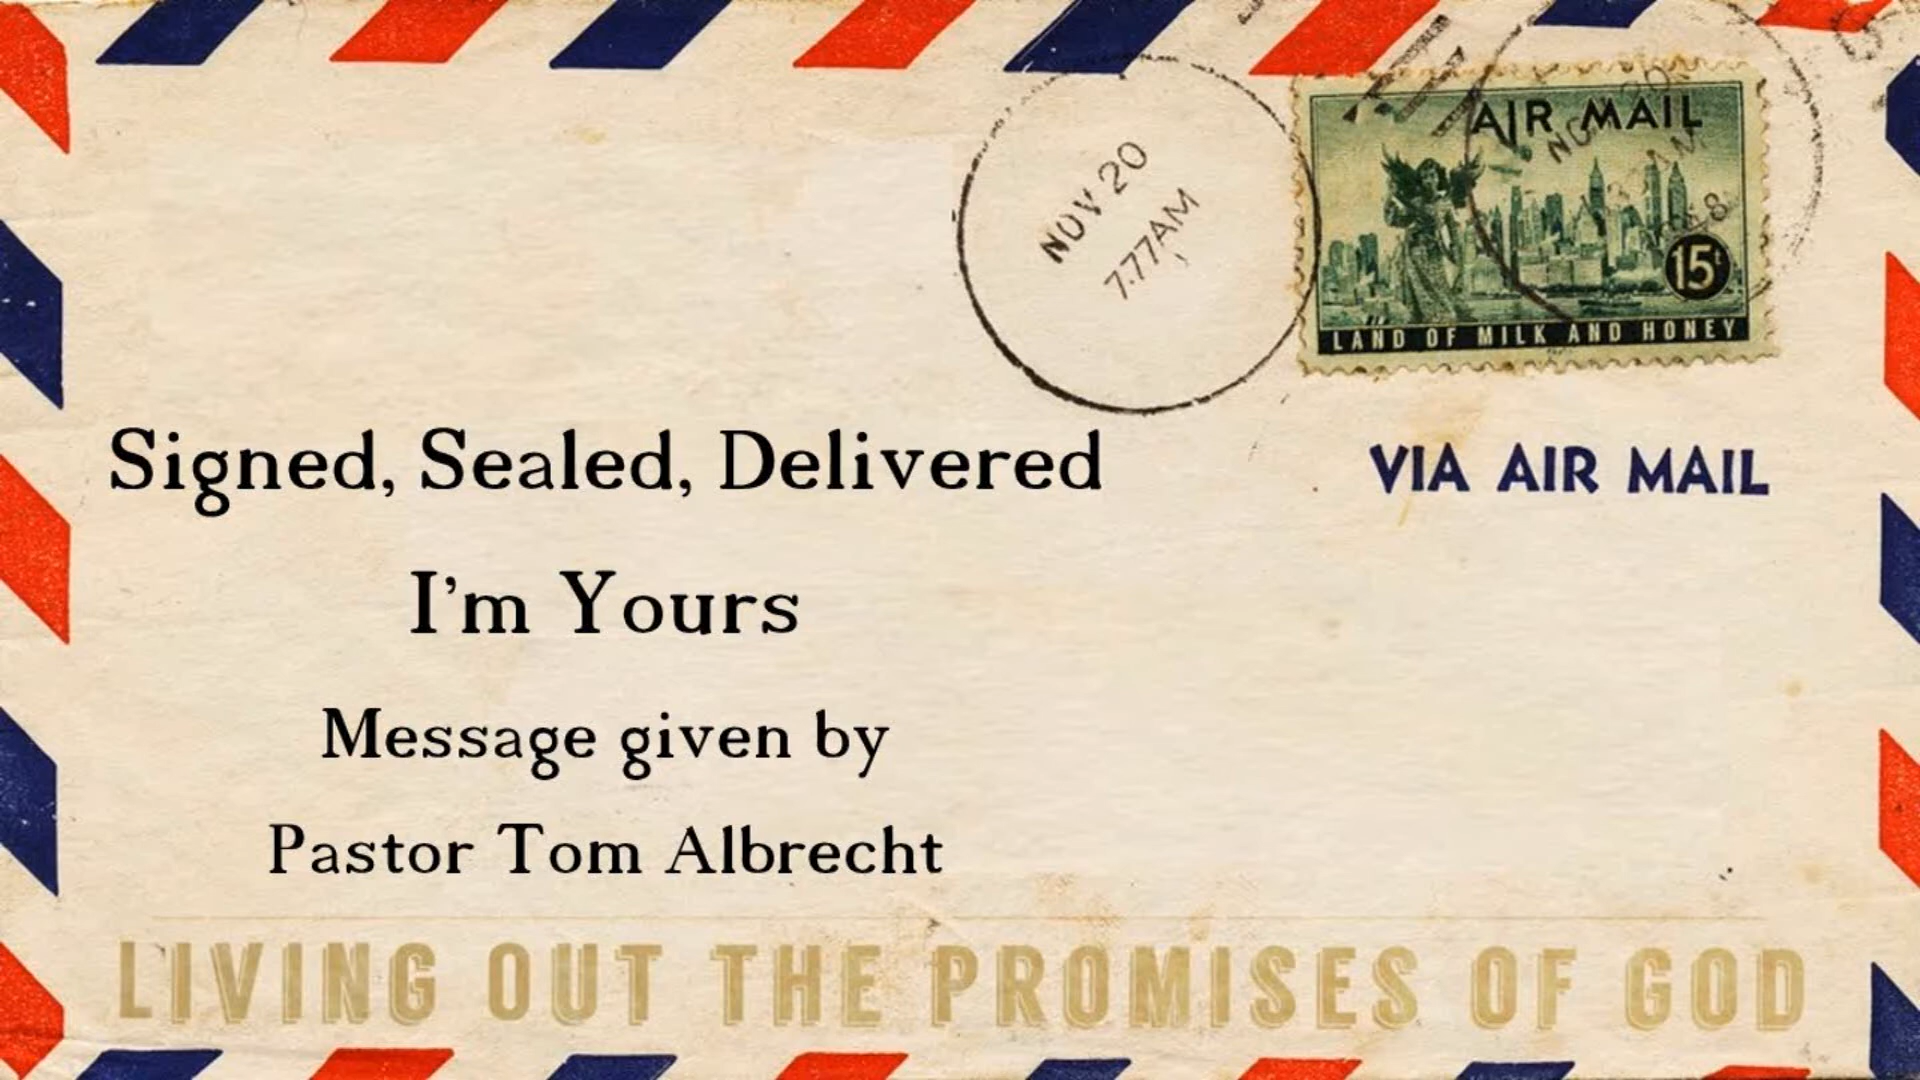 NOV 20
7.77AM
AIR MAIL
15¢
LAND OF MILK AND HONEY
Signed, Sealed, Delivered
VIA AIR MAIL
I'm Yours
Message given by
Pastor Tom Albrecht
LIVING OUT THE PROMISES OF GOD